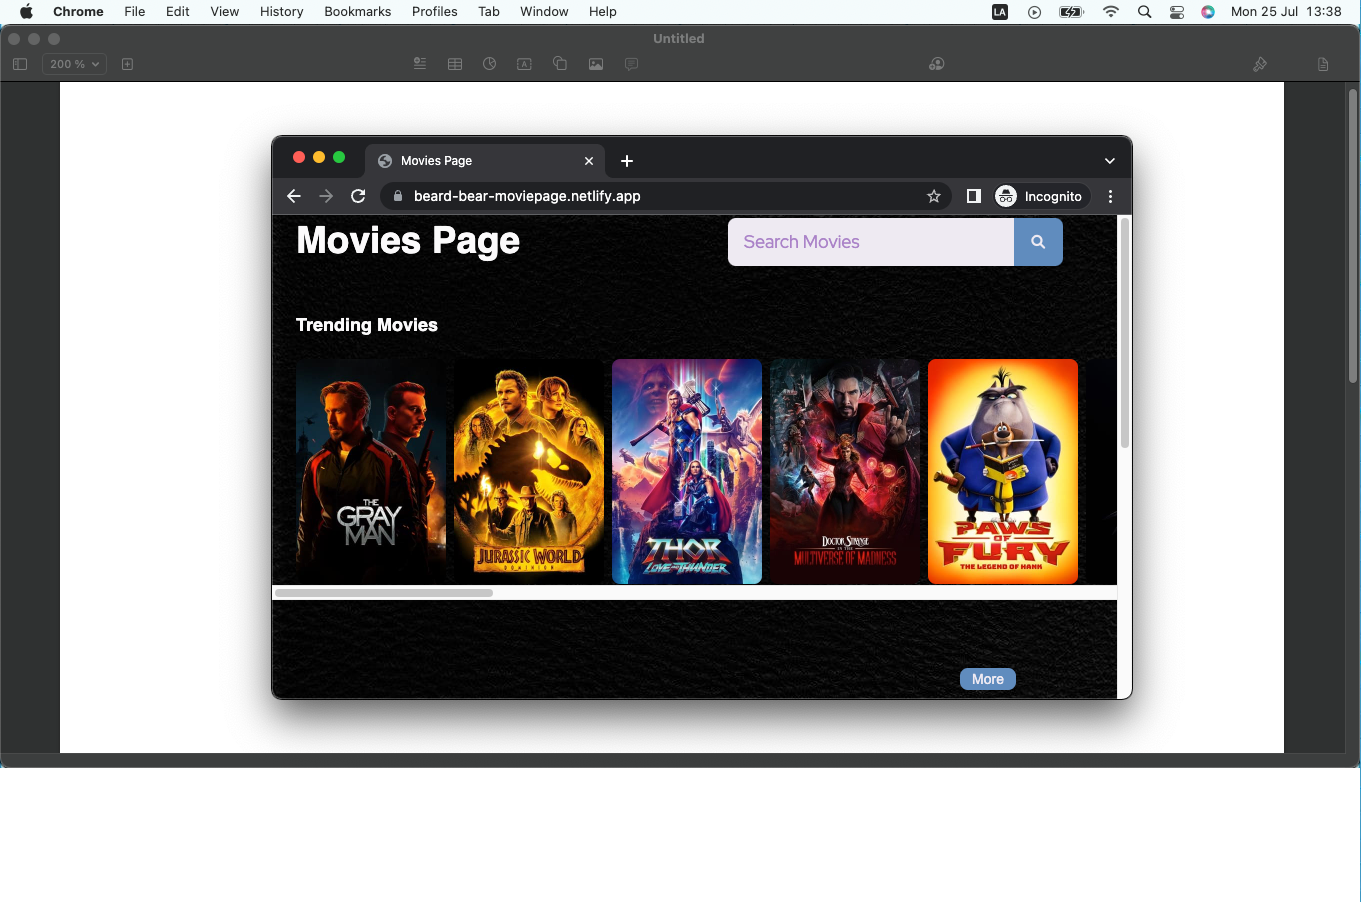 Chrome File Edit View History Bookmarks Profiles Tab Window Help LA Mon 25 Jul 13:38
Untitled
200 %
Movies Page
beard-bear-moviepage.netlify.app Incognito
Movies Page
Search Movies
Trending Movies
THE
GRAY
MAN
JURASSIC WORLD
DOMINION
THOR
LOVE AND THUNDER
DOCTOR STRANGE
IN THE
MULTIVERSE OF MADNESS
PAWS
OF
FURY
THE LEGEND OF HANK
More